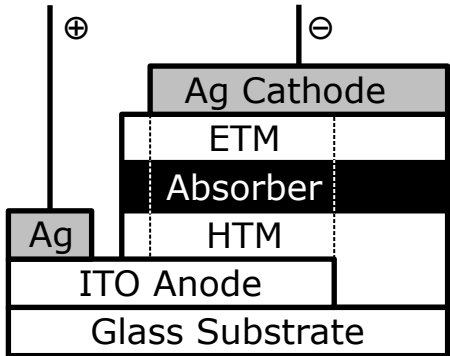 ⊕ ⊖
Ag Cathode
ETM
Absorber
Ag HTM
ITO Anode
Glass Substrate